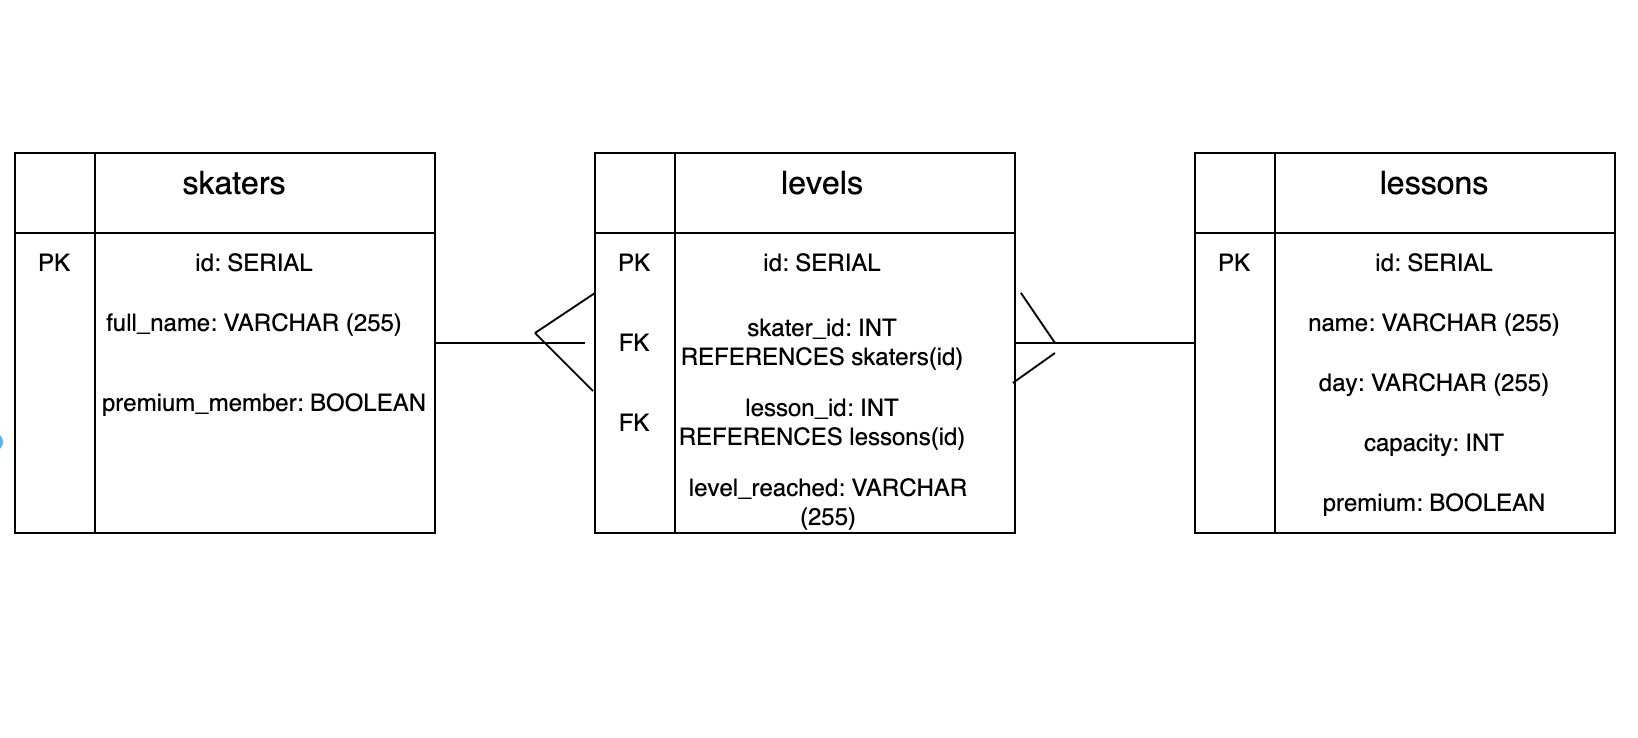 skaters
PK
id: SERIAL
full_name: VARCHAR (255)
premium_member: BOOLEAN
levels
PK
id: SERIAL
FK
skater_id: INT
REFERENCES skaters(id)
FK
lesson_id: INT
REFERENCES lessons(id)
level_reached: VARCHAR
(255)
lessons
PK
id: SERIAL
name: VARCHAR (255)
day: VARCHAR (255)
capacity: INT
premium: BOOLEAN